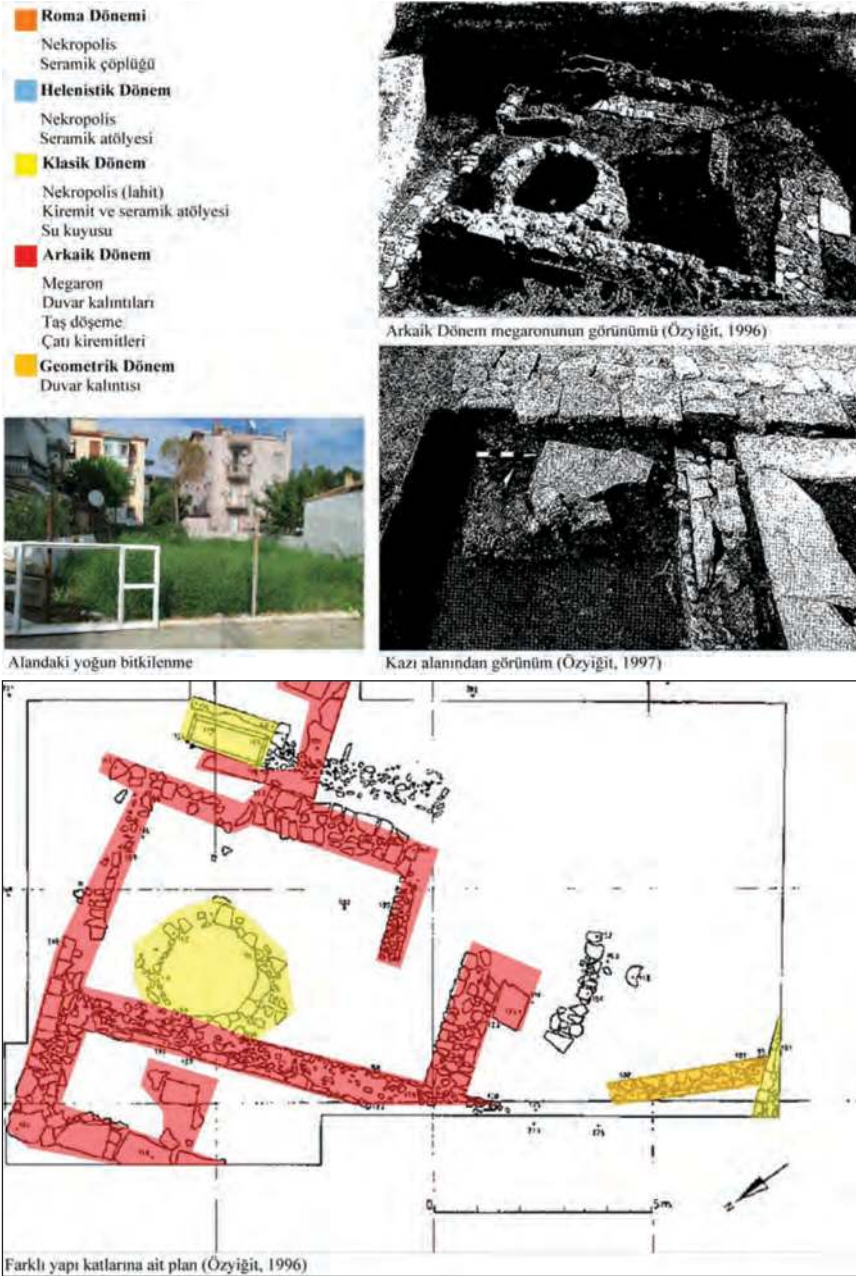 Roma Dönemi
Nekropolis
Seramik çöplüğü
Helenistik Dönem
Nekropolis
Seramik atölyesi
Klasik Dönem
Nekropolis (lahit)
Kiremit ve seramik atölyesi
Su kuyusu
Arkaik Dönem
Megaron
Duvar kalıntıları
Taş döşeme
Çatı kiremitleri
Geometrik Dönem
Duvar kalıntısı
Arkaik Dönem megaronunun görünümü (Özyiğit, 1996)
Alandaki yoğun bitkilenme
Kazı alanından görünüm (Özyiğit, 1997)
0 5m.
N
Farklı yapı katlarına ait plan (Özyiğit, 1996)